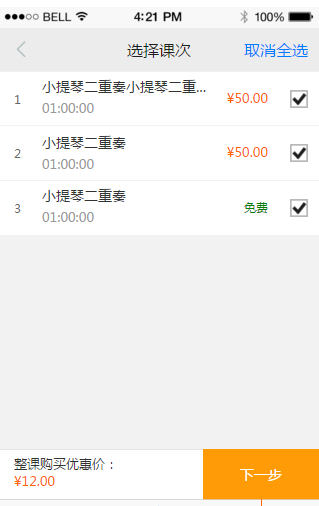 BELL 4:21 PM 100%
选择课次 取消全选
1 小提琴二重奏小提琴二重... ¥50.00
01:00:00
2 小提琴二重奏 ¥50.00
01:00:00
3 小提琴二重奏 免费
01:00:00
整课购买优惠价：
¥12.00
下一步